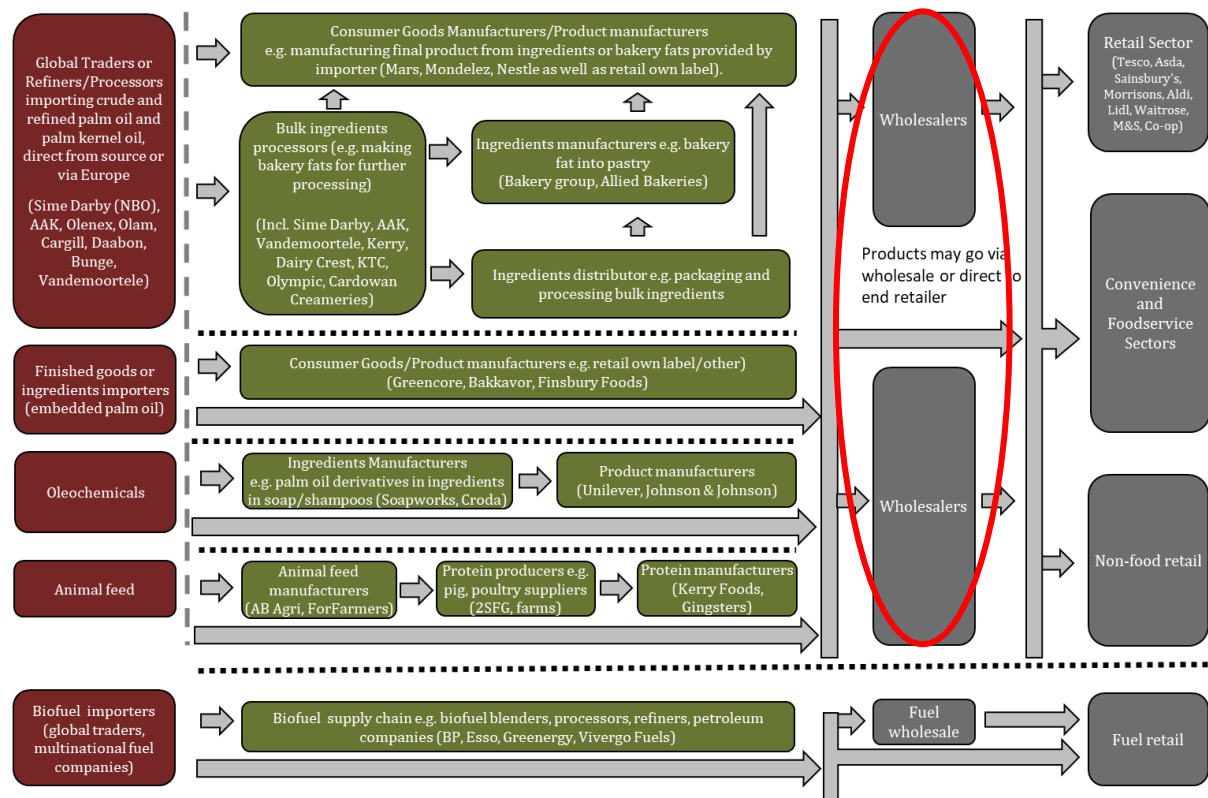 Global Traders or
Refiners/Processors
importing crude and
refined palm oil and
palm kernel oil,
direct from source or
via Europe
(Sime Darby (NBO),
AAK, Olenex, Olam,
Cargill, Daabon,
Bunge,
Vandemoortele)
Consumer Goods Manufacturers/Product manufacturers
e.g. manufacturing final product from ingredients or bakery fats provided by
importer (Mars, Mondelez, Nestle as well as retail own label).
Bulk ingredients
processors (e.g. making
bakery fats for further
processing)
(Incl. Sime Darby, AAK,
Vandemoortele, Kerry,
Dairy Crest, KTC,
Olympic, Cardowan
Creameries)
Ingredients manufacturers e.g. bakery
fat into pastry
(Bakery group, Allied Bakeries)
Ingredients distributor e.g. packaging and
processing bulk ingredients
Wholesalers
Products may go via
wholesale or direct to
end retailer
Retail Sector
(Tesco, Asda,
Sainsbury's,
Morrisons, Aldi,
Lidl, Waitrose,
M&S, Co-op)
Convenience
and
Foodservice
Sectors
Finished goods or
ingredients importers
(embedded palm oil)
Consumer Goods/Product manufacturers e.g. retail own label/other)
(Greencore, Bakkavor, Finsbury Foods)
Oleochemicals
Ingredients Manufacturers
e.g. palm oil derivatives in ingredients
in soap/shampoos (Soapworks, Croda)
Product manufacturers
(Unilever, Johnson & Johnson)
Wholesalers
Non-food retail
Animal feed
Animal feed
manufacturers
(AB Agri, ForFarmers)
Protein producers e.g.
pig, poultry suppliers
(2SFG, farms)
Protein manufacturers
(Kerry Foods,
Gingsters)
Biofuel importers
(global traders,
multinational fuel
companies)
Biofuel supply chain e.g. biofuel blenders, processors, refiners, petroleum
companies (BP, Esso, Greenergy, Vivergo Fuels)
Fuel
wholesale
Fuel retail